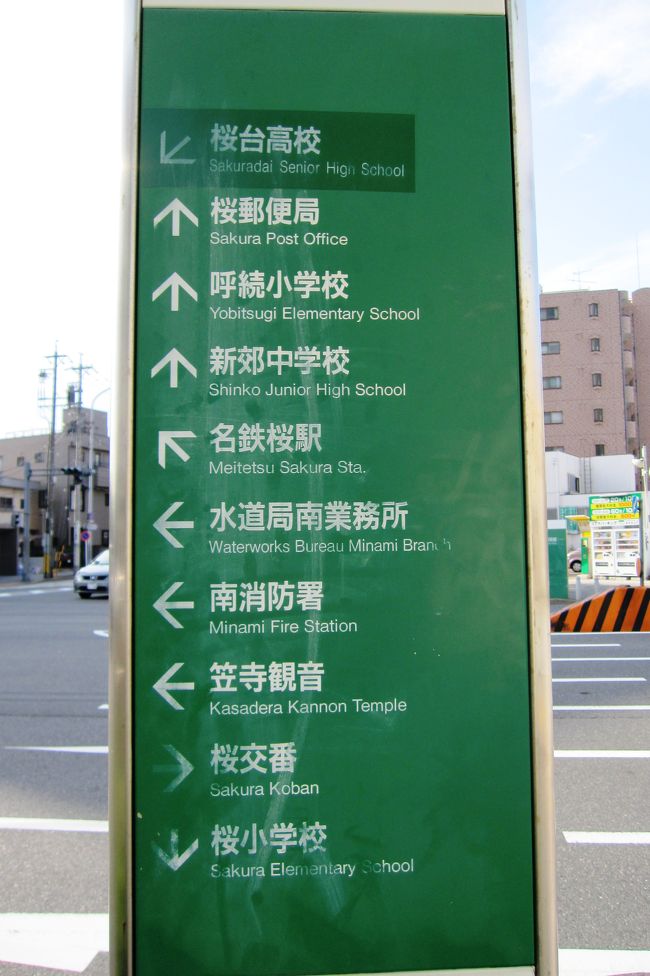 桜台高校
Sakuradai Senior High School
桜郵便局
Sakura Post Office
呼続小学校
Yobitsugi Elementary School
新郊中学校
Shinko Junior High School
名鉄桜駅
Meitetsu Sakura Sta.
水道局南業務所
Waterworks Bureau Minami Branch
南消防署
Minami Fire Station
笠寺観音
Kasadera Kannon Temple
桜交番
Sakura Koban
桜小学校
Sakura Elementary School